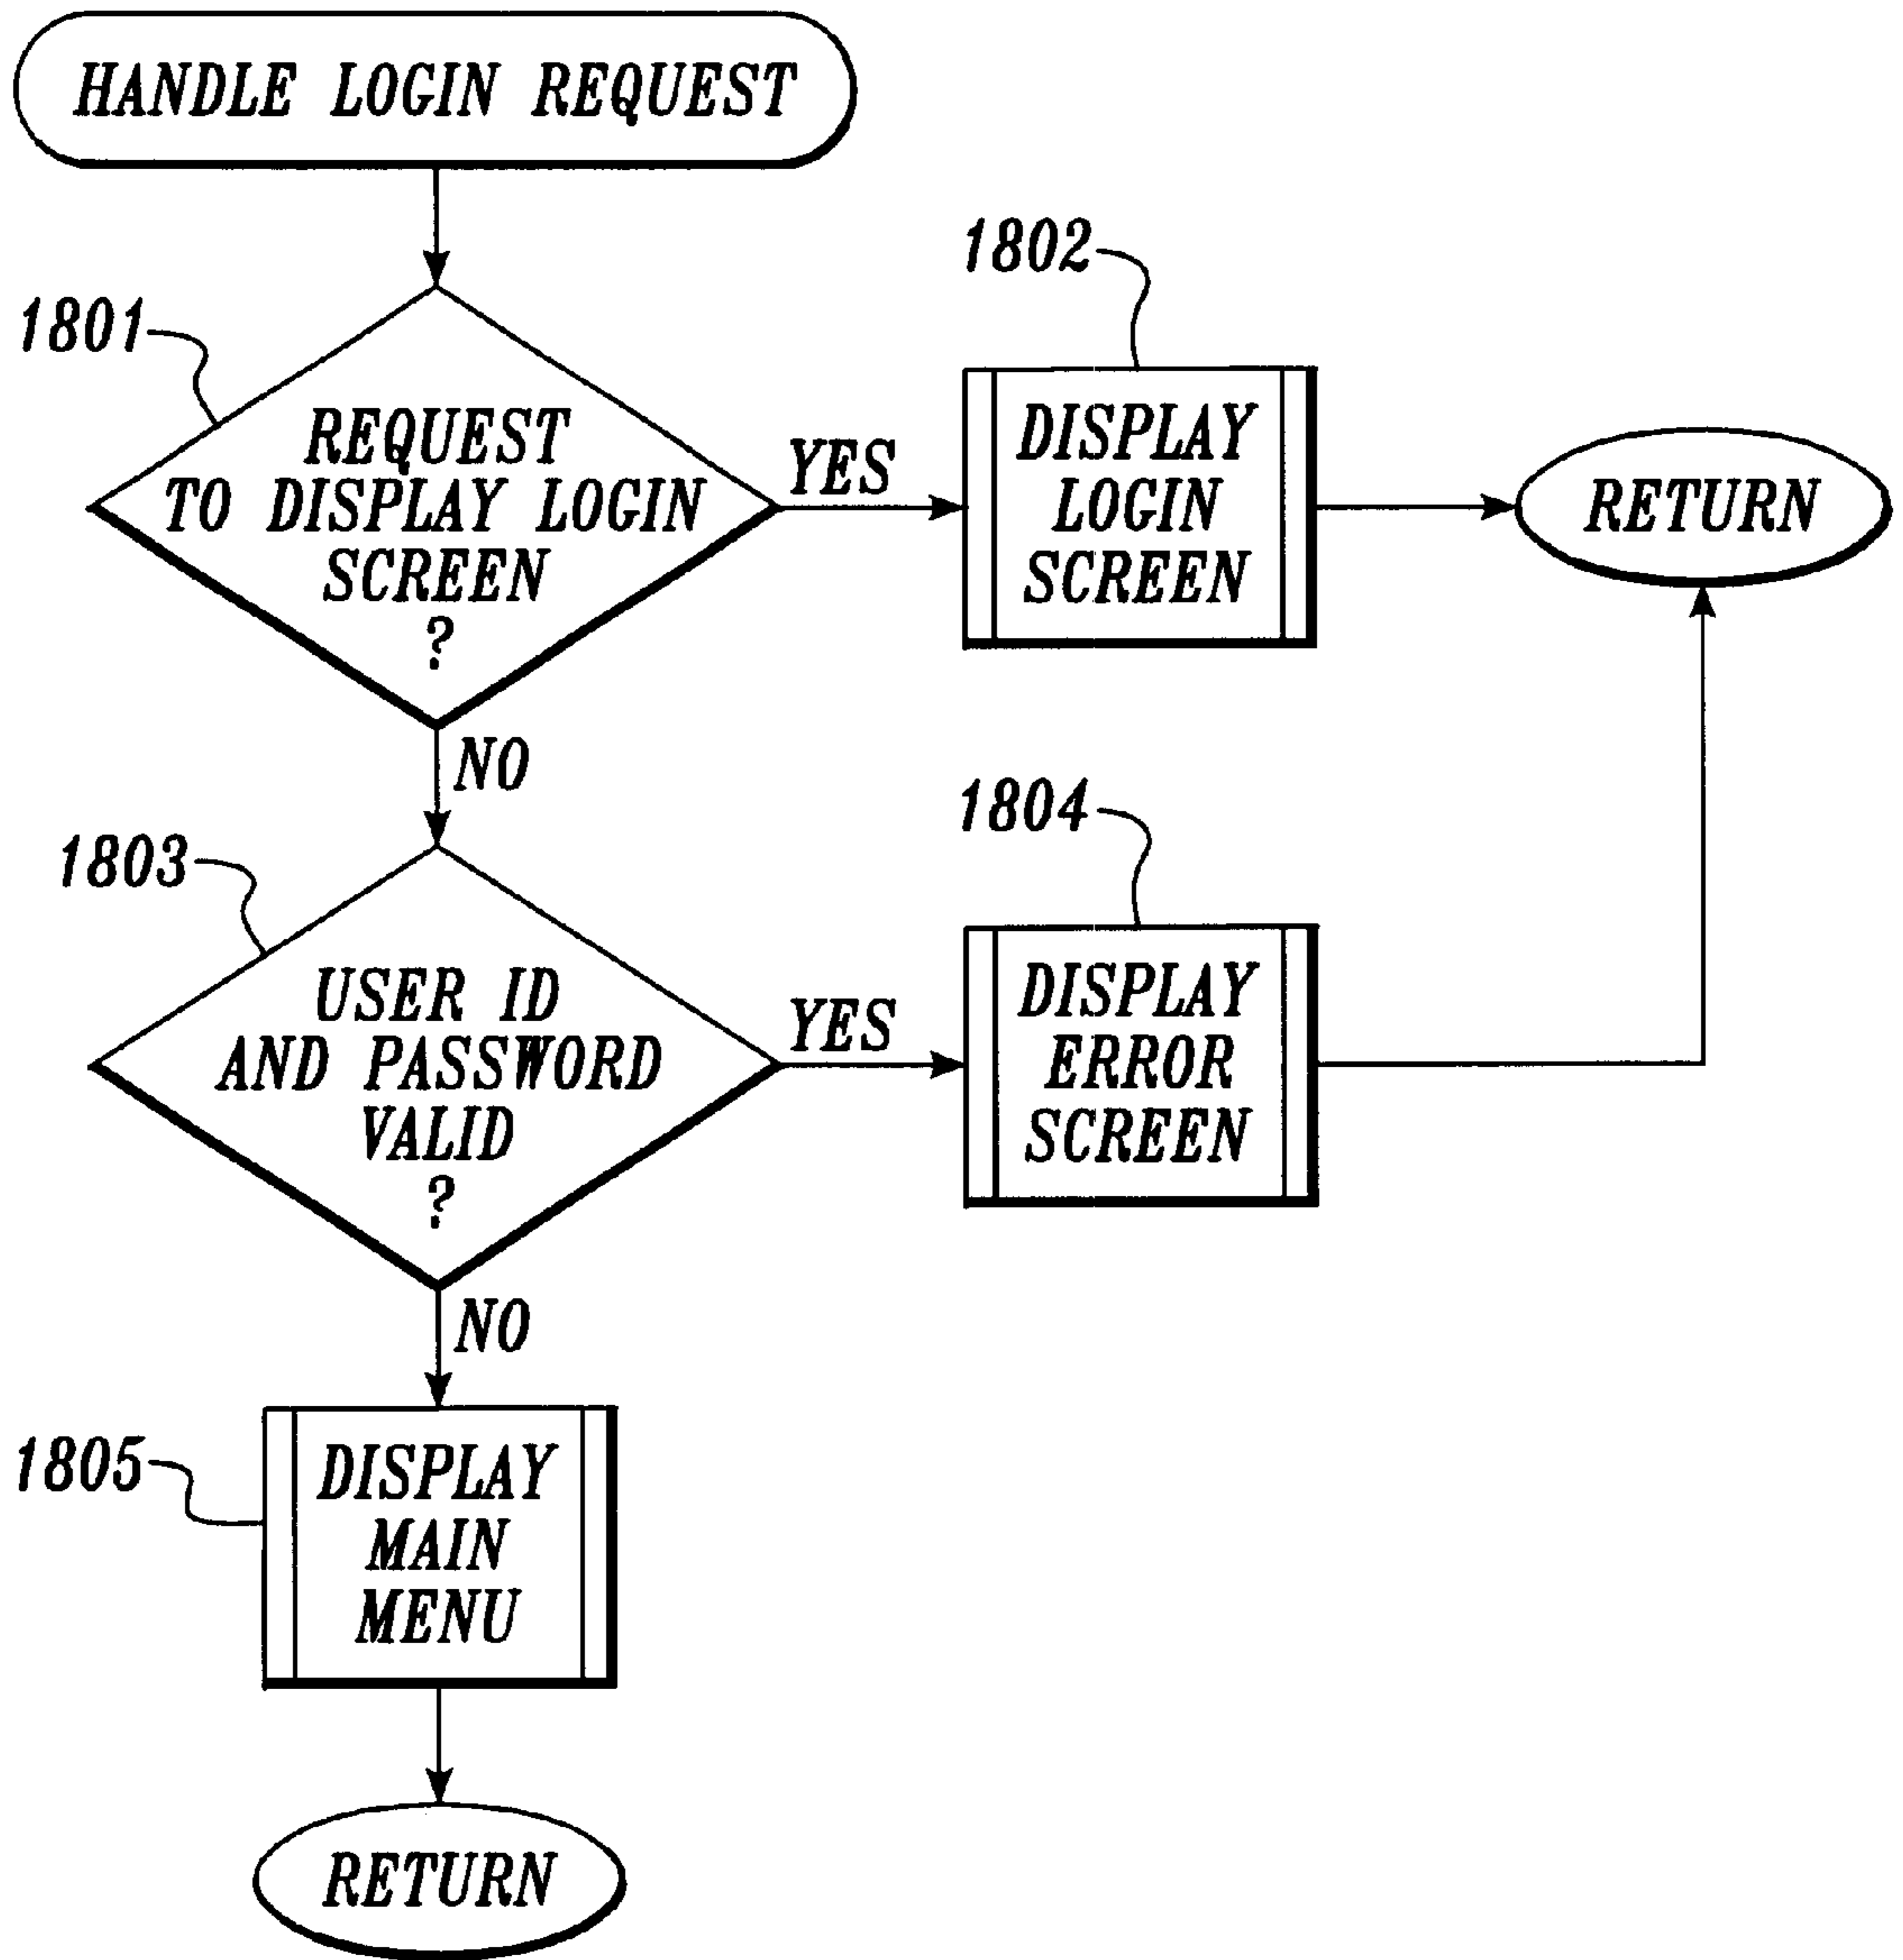 HANDLE LOGIN REQUEST
1801
REQUEST
TO DISPLAY LOGIN
SCREEN
?
YES
1802
DISPLAY
LOGIN
SCREEN
RETURN
NO
1803
USER ID
AND PASSWORD
VALID
?
YES
1804
DISPLAY
ERROR
SCREEN
NO
1805
DISPLAY
MAIN
MENU
RETURN